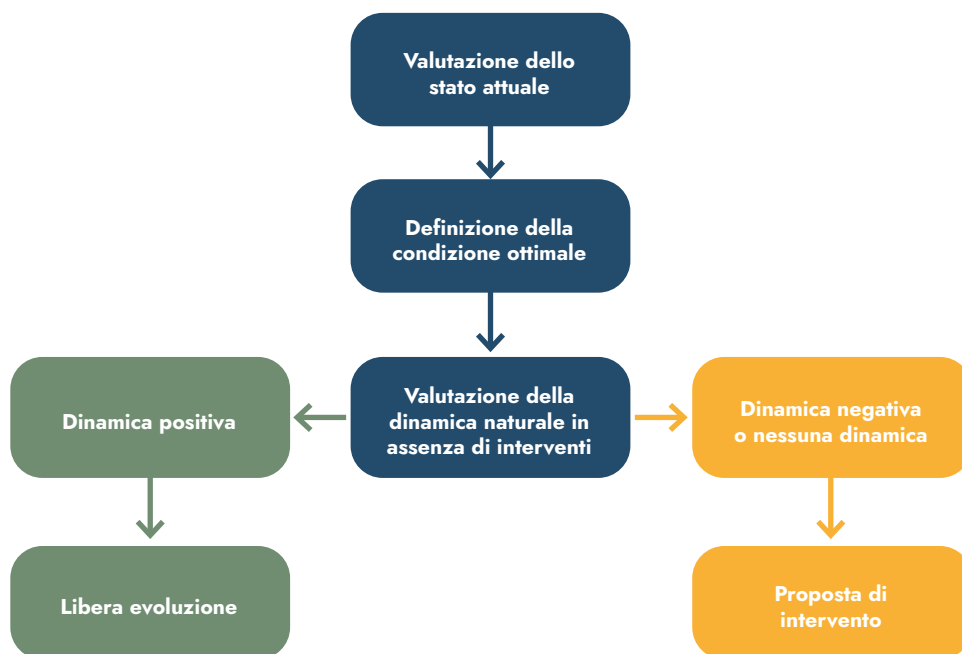 Valutazione dello
stato attuale
Definizione della
condizione ottimale
Dinamica positiva
Valutazione della
dinamica naturale in
assenza di interventi
Dinamica negativa
o nessuna dinamica
Libera evoluzione
Proposta di
intervento